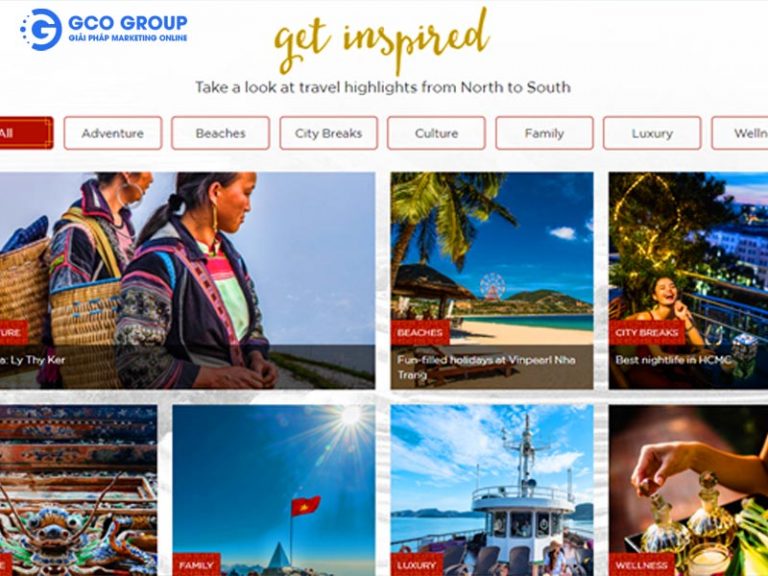 GCO GROUP
GIẢI PHÁP MARKETING ONLINE
get inspired
Take a look at travel highlights from North to South
All
Adventure
Beaches
City Breaks
Culture
Family
Luxury
Welln
TURE
a: Ly Thy Ker
BEACHES
Fun-filled holidays at Vinpearl Nha
Trang
CITY BREAKS
Best nightlife in HCMC
E
FAMILY
LUXURY
WELLNESS